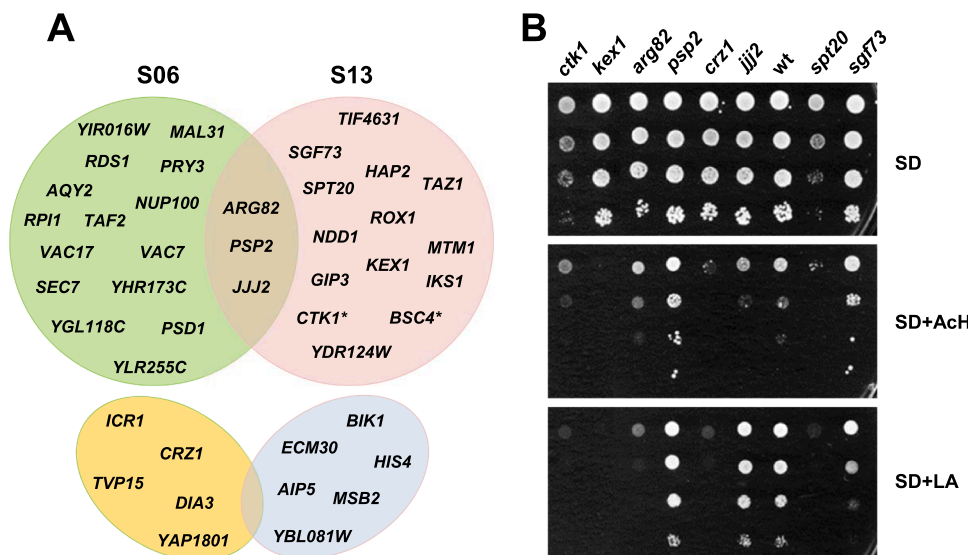 A
S06
S13
YIR016W
MAL31
RDS1
PRY3
AQY2
NUP100
RPI1
TAF2
VAC17
VAC7
SEC7
YHR173C
YGL118C
PSD1
YLR255C
ARG82
PSP2
JJJ2
TIF4631
SGF73
HAP2
SPT20
TAZ1
ROX1
NDD1
MTM1
KEX1
GIP3
IKS1
CTK1*
BSC4*
YDR124W
ICR1
CRZ1
TVP15
DIA3
YAP1801
BIK1
ECM30
HIS4
AIP5
MSB2
YBL081W
B
ctk1
kex1
arg82
psp2
crz1
jjj2
wt
spt20
sgf73
SD
SD+AcH
SD+LA